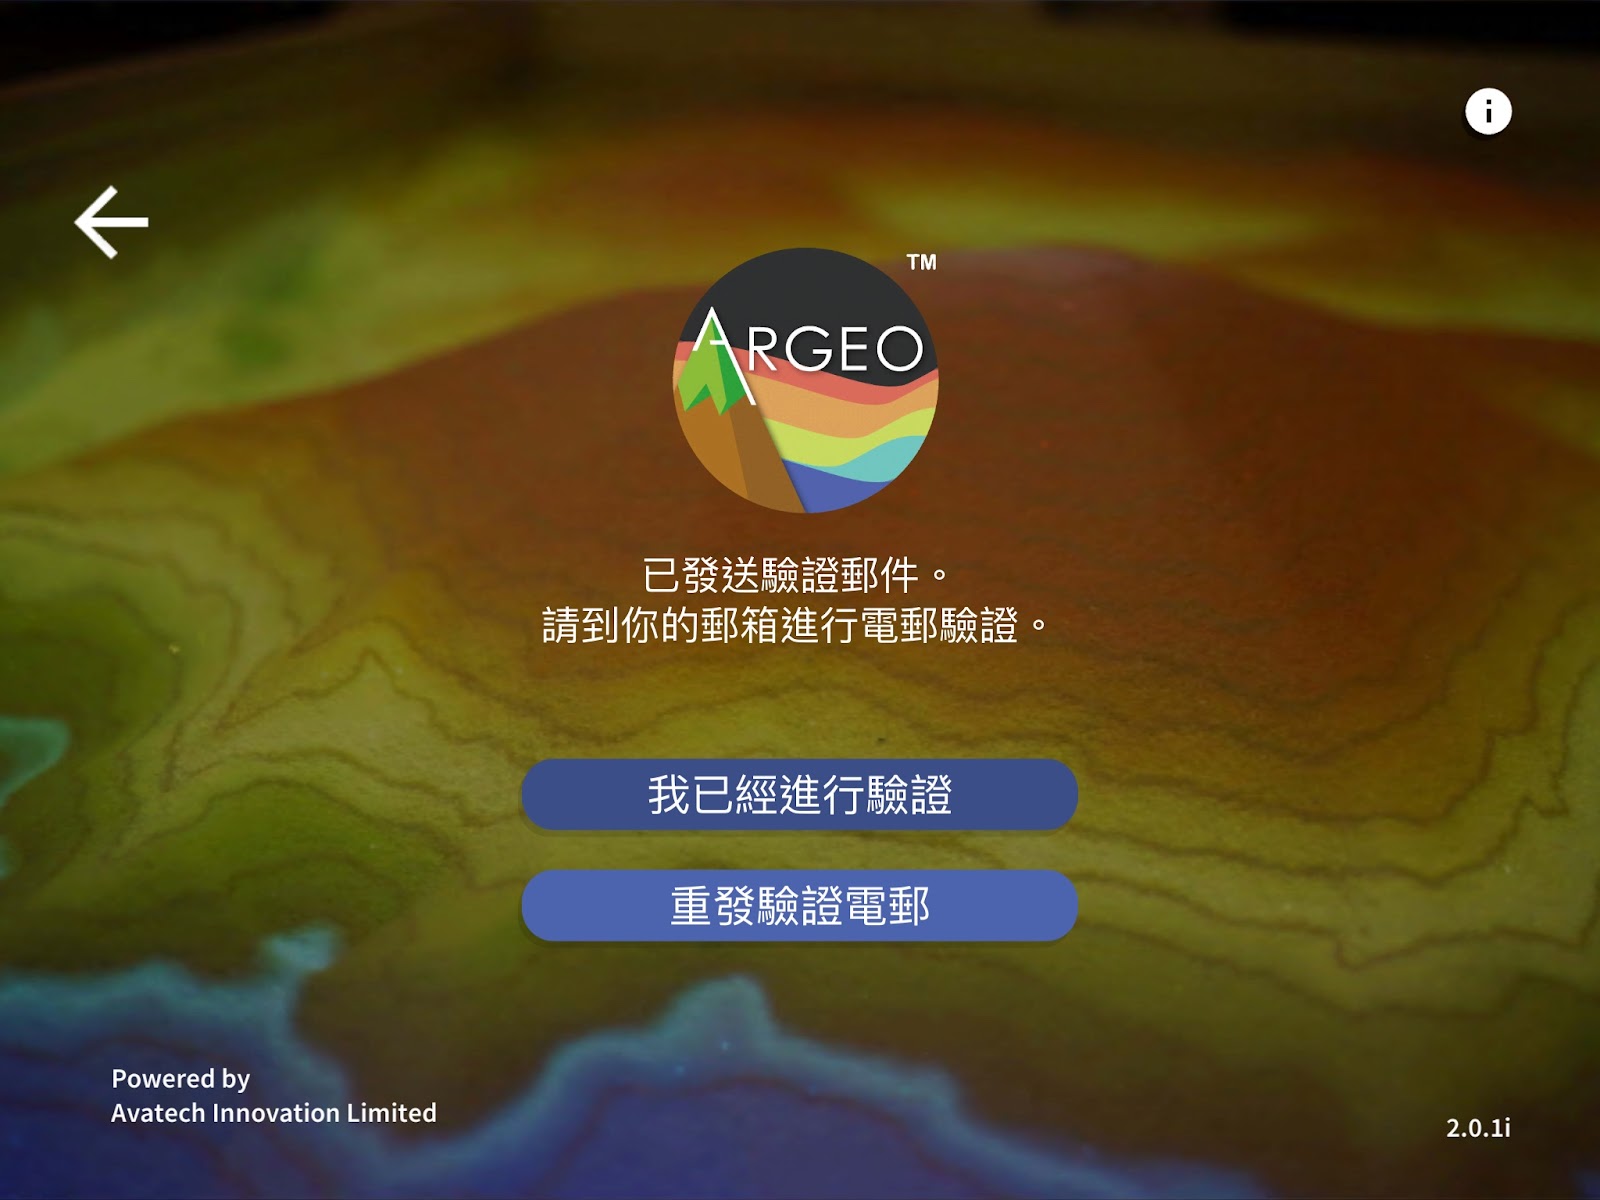 ARGEO
TM
已發送驗證郵件。
請到你的郵箱進行電郵驗證。
我已經進行驗證
重發驗證電郵
Powered by
Avatech Innovation Limited
2.0.1i